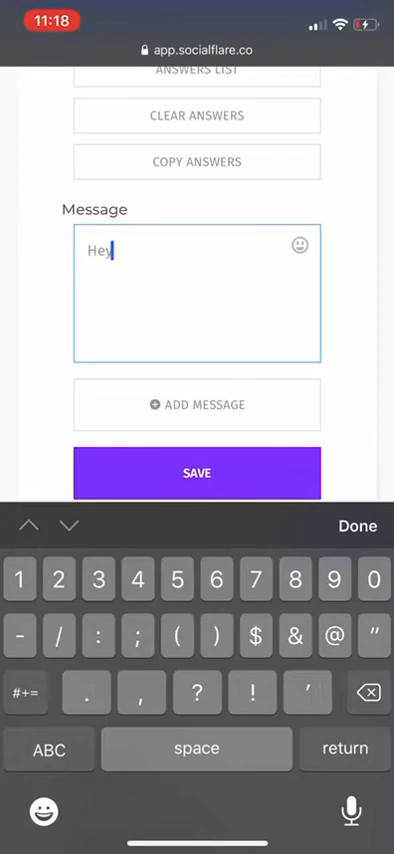 11:18
app.socialflare.co
ANSWERS LIST
CLEAR ANSWERS
COPY ANSWERS
Message
Hey
ADD MESSAGE
SAVE
Done
1 2 3 4 5 6 7 8 9 0
- / : ; ( ) $ & @ "
#+= . , ? ! '
ABC space return